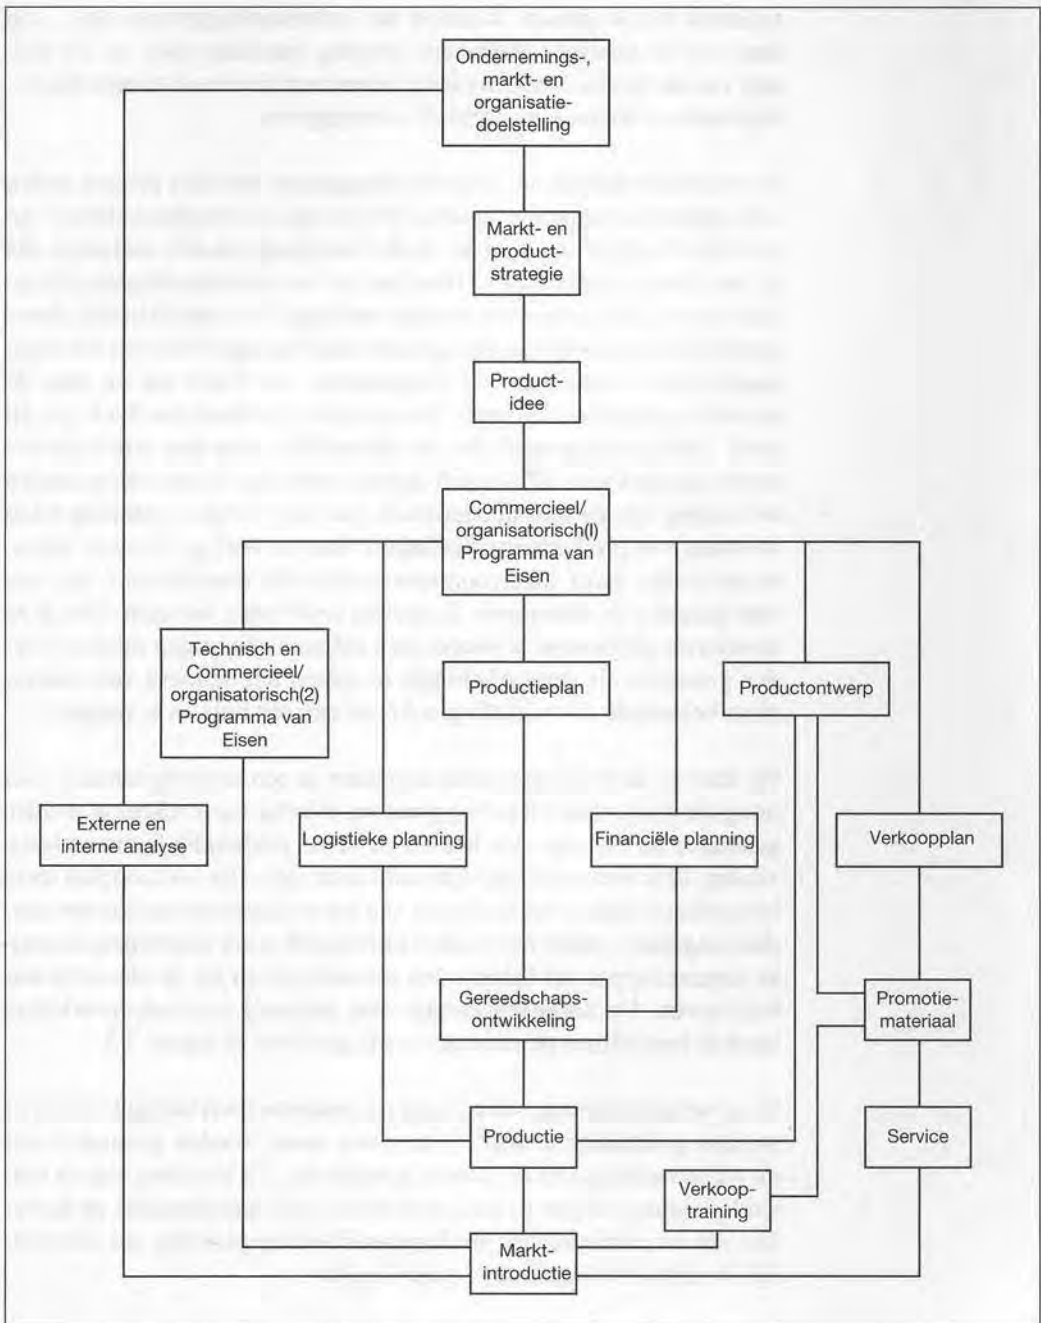 Ondernemings-,
markt- en
organisatie-
doelstelling
Markt- en
product-
strategie
Product-
idee
Commercieel/
organisatorisch(I)
Programma van
Eisen
Technisch en
Commercieel/
organisatorisch(2)
Programma van
Eisen
Productieplan
Productontwerp
Externe en
interne analyse
Logistieke planning
Financiële planning
Verkoopplan
Gereedschaps-
ontwikkeling
Promotie-
materiaal
Productie
Service
Verkoop-
training
Markt-
introductie